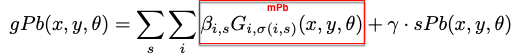 mPb
gPb(x, y, θ) = ∑_s ∑_i β_{i,s} G_{i,σ(i,s)}(x, y, θ) + γ · sPb(x, y, θ)